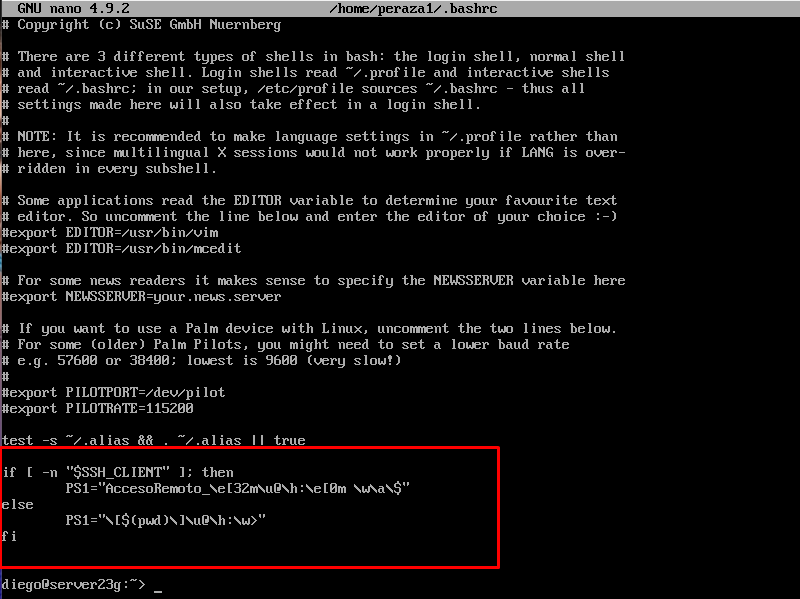 GNU nano 4.9.2 /home/peraza1/.bashrc
# Copyright (c) SuSE GmbH Nuernberg
# There are 3 different types of shells in bash: the login shell, normal shell
# and interactive shell. Login shells read ~/.profile and interactive shells
# read ~/.bashrc; in our setup, /etc/profile sources ~/.bashrc - thus all
# settings made here will also take effect in a login shell.
#
# NOTE: It is recommended to make language settings in ~/.profile rather than
# here, since multilingual X sessions would not work properly if LANG is over-
# ridden in every subshell.
# Some applications read the EDITOR variable to determine your favourite text
# editor. So uncomment the line below and enter the editor of your choice :-)
#export EDITOR=/usr/bin/vim
#export EDITOR=/usr/bin/mcedit
# For some news readers it makes sense to specify the NEWSSERVER variable here
#export NEWSSERVER=your.news.server
# If you want to use a Palm device with Linux, uncomment the two lines below.
# For some (older) Palm Pilots, you might need to set a lower baud rate
# e.g. 57600 or 38400; lowest is 9600 (very slow!)
#
#export PILOTPORT=/dev/pilot
#export PILOTRATE=115200
test -s ~/.alias && . ~/.alias || true
if [ -n "$SSH_CLIENT" ]; then
PS1="AccesoRemoto_\e[32m\u@\h:\e[0m \w\a\$"
else
PS1="\[$(pwd)\]\u@\h:\w>"
fi
diego@server23g:~> _